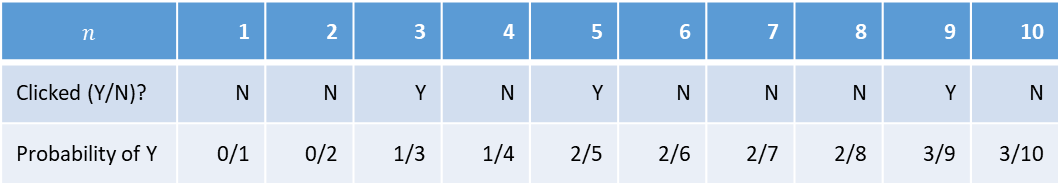 n 1 2 3 4 5 6 7 8 9 10
Clicked (Y/N)? N N Y N Y N N N Y N
Probability of Y 0/1 0/2 1/3 1/4 2/5 2/6 2/7 2/8 3/9 3/10